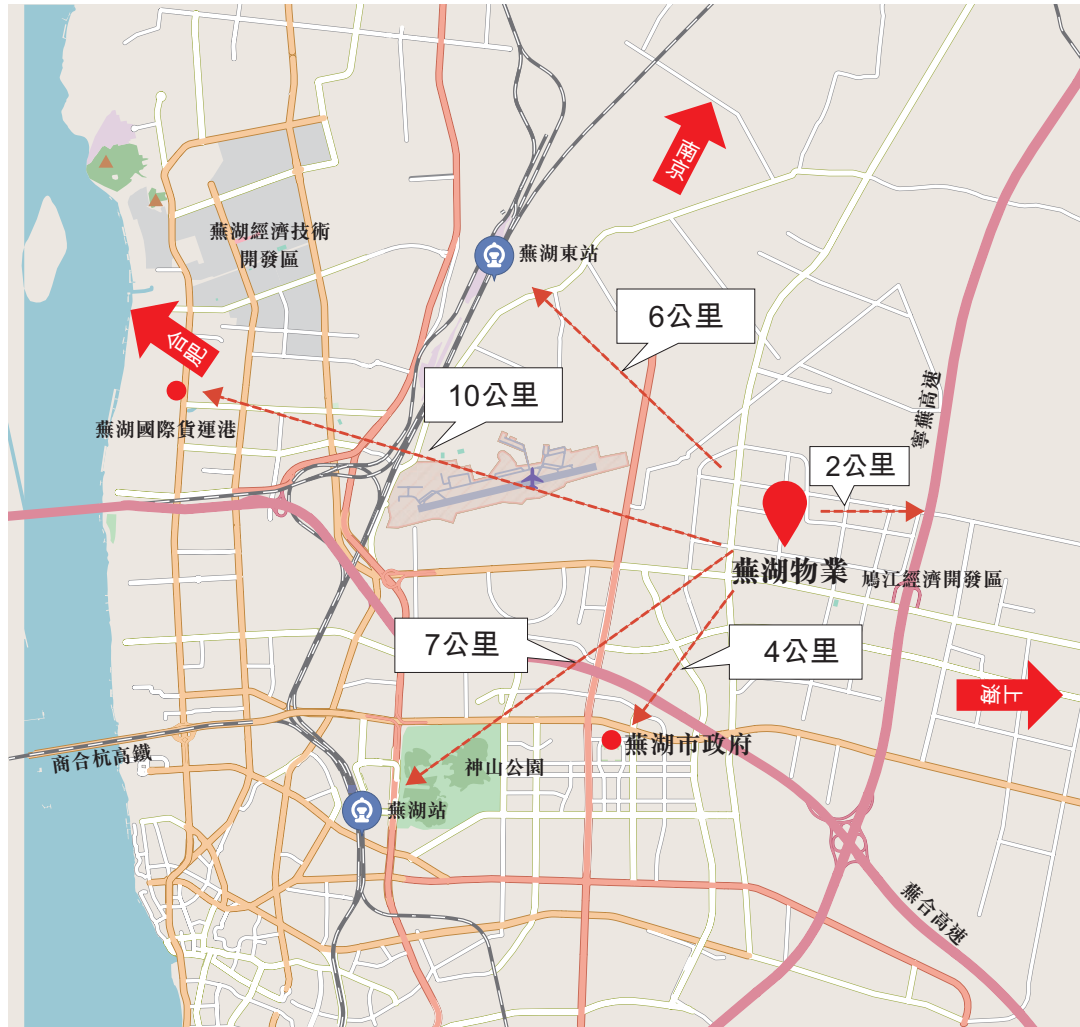 南京
蕪湖經濟技術
開發區
蕪湖東站
合肥
6公里
10公里
寧蕪高速
蕪湖國際貨運港
2公里
蕪湖物業
鳩江經濟開發區
7公里
4公里
上海
商合杭高鐵
神山公園
蕪湖市政府
蕪湖站
蕪合高速